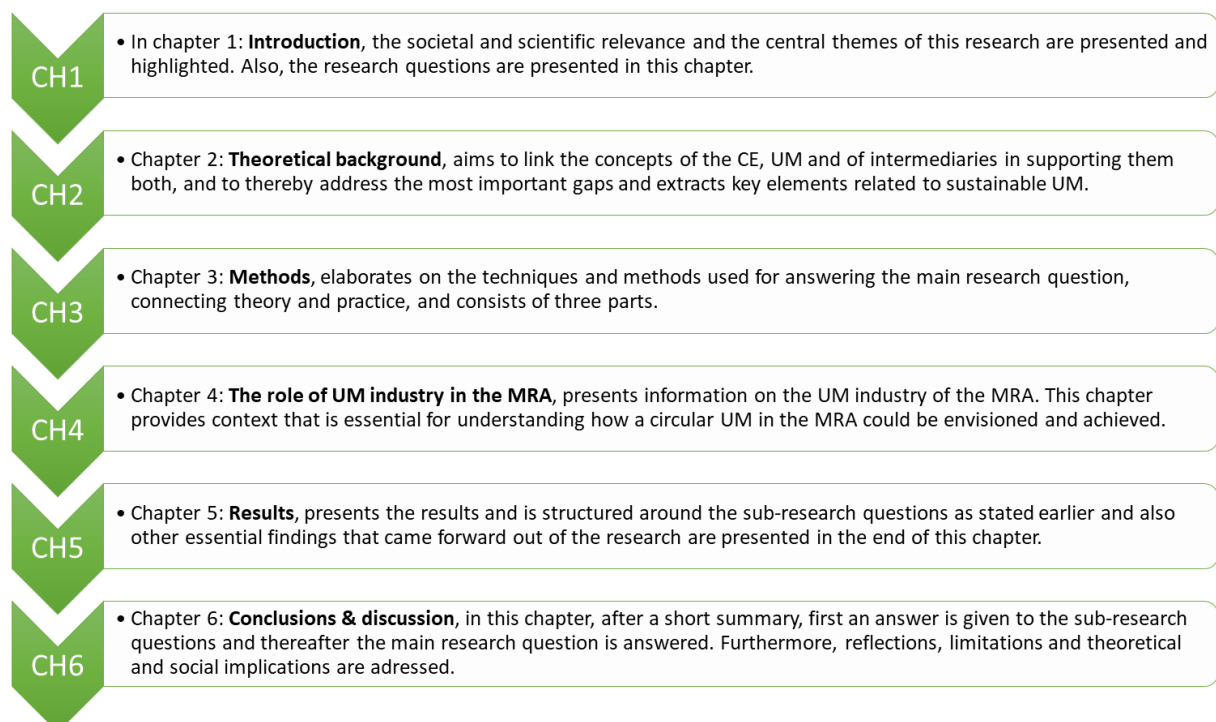 CH1
• In chapter 1: Introduction, the societal and scientific relevance and the central themes of this research are presented and
highlighted. Also, the research questions are presented in this chapter.
CH2
• Chapter 2: Theoretical background, aims to link the concepts of the CE, UM and of intermediaries in supporting them
both, and to thereby address the most important gaps and extracts key elements related to sustainable UM.
CH3
• Chapter 3: Methods, elaborates on the techniques and methods used for answering the main research question,
connecting theory and practice, and consists of three parts.
CH4
• Chapter 4: The role of UM industry in the MRA, presents information on the UM industry of the MRA. This chapter
provides context that is essential for understanding how a circular UM in the MRA could be envisioned and achieved.
CH5
• Chapter 5: Results, presents the results and is structured around the sub-research questions as stated earlier and also
other essential findings that came forward out of the research are presented in the end of this chapter.
CH6
• Chapter 6: Conclusions & discussion, in this chapter, after a short summary, first an answer is given to the sub-research
questions and thereafter the main research question is answered. Furthermore, reflections, limitations and theoretical
and social implications are adressed.